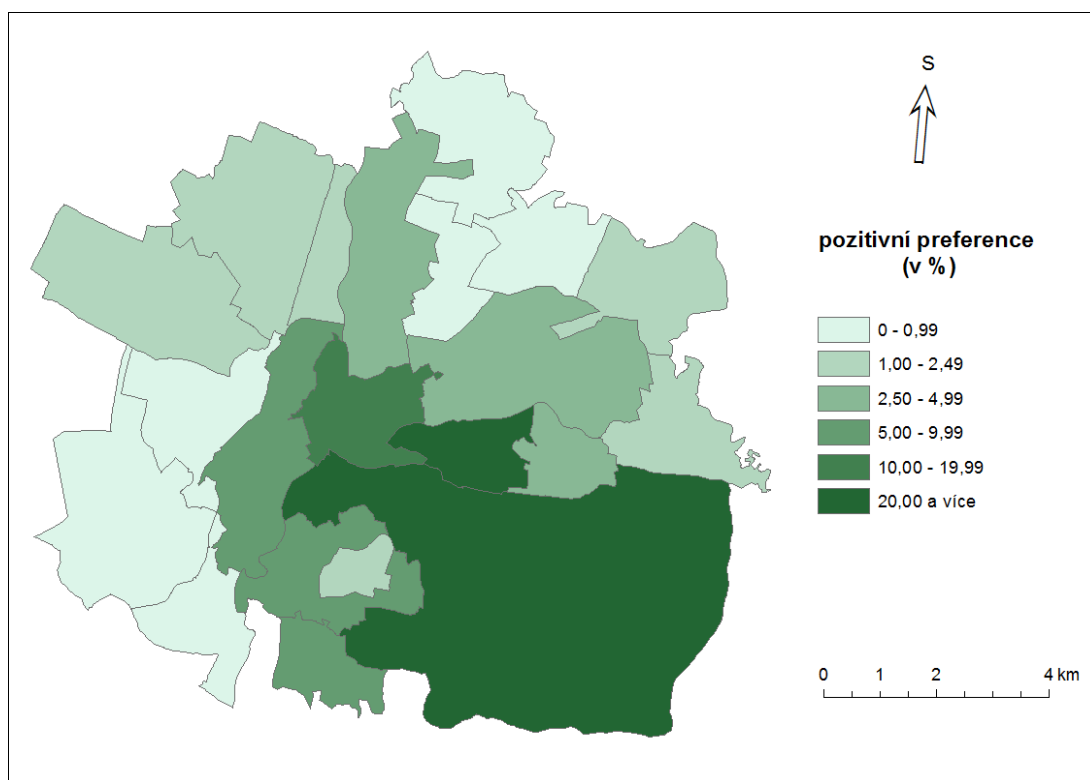 S
pozitivní preference
(v %)
0 - 0,99
1,00 - 2,49
2,50 - 4,99
5,00 - 9,99
10,00 - 19,99
20,00 a více
0 1 2 4 km